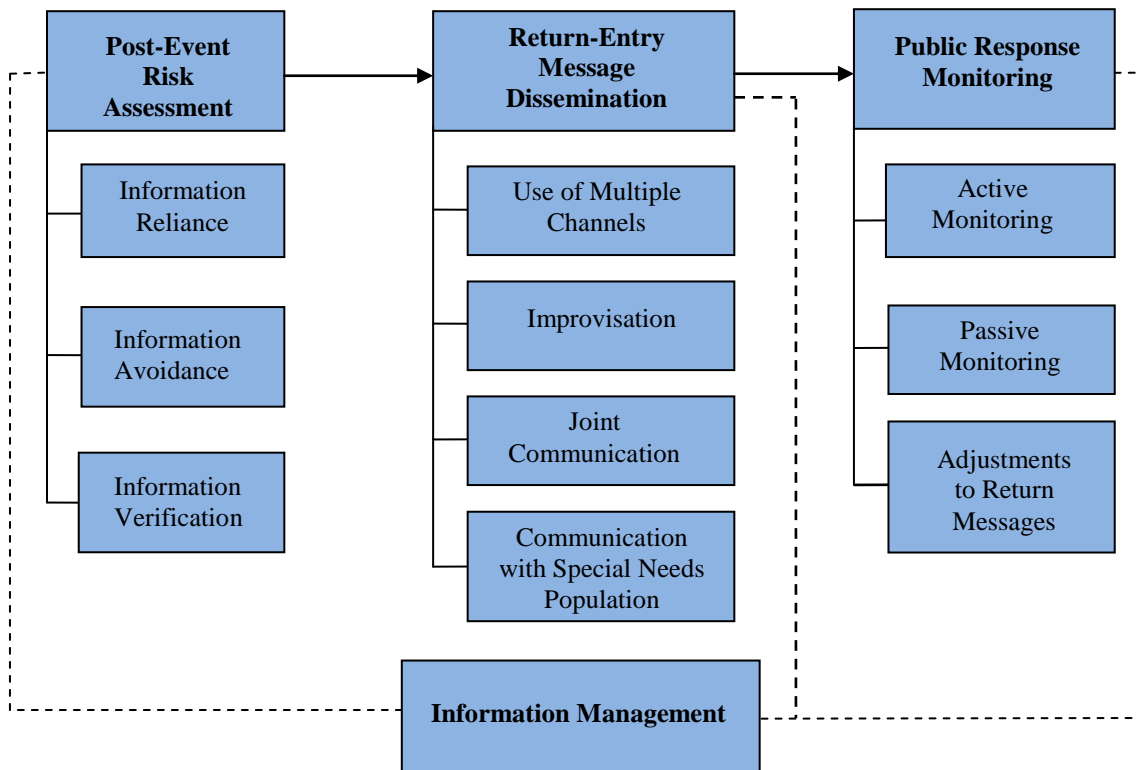 Post-Event
Risk
Assessment
Information
Reliance
Information
Avoidance
Information
Verification
Return-Entry
Message
Dissemination
Use of Multiple
Channels
Improvisation
Joint
Communication
Communication
with Special Needs
Population
Public Response
Monitoring
Active
Monitoring
Passive
Monitoring
Adjustments
to Return
Messages
Information Management